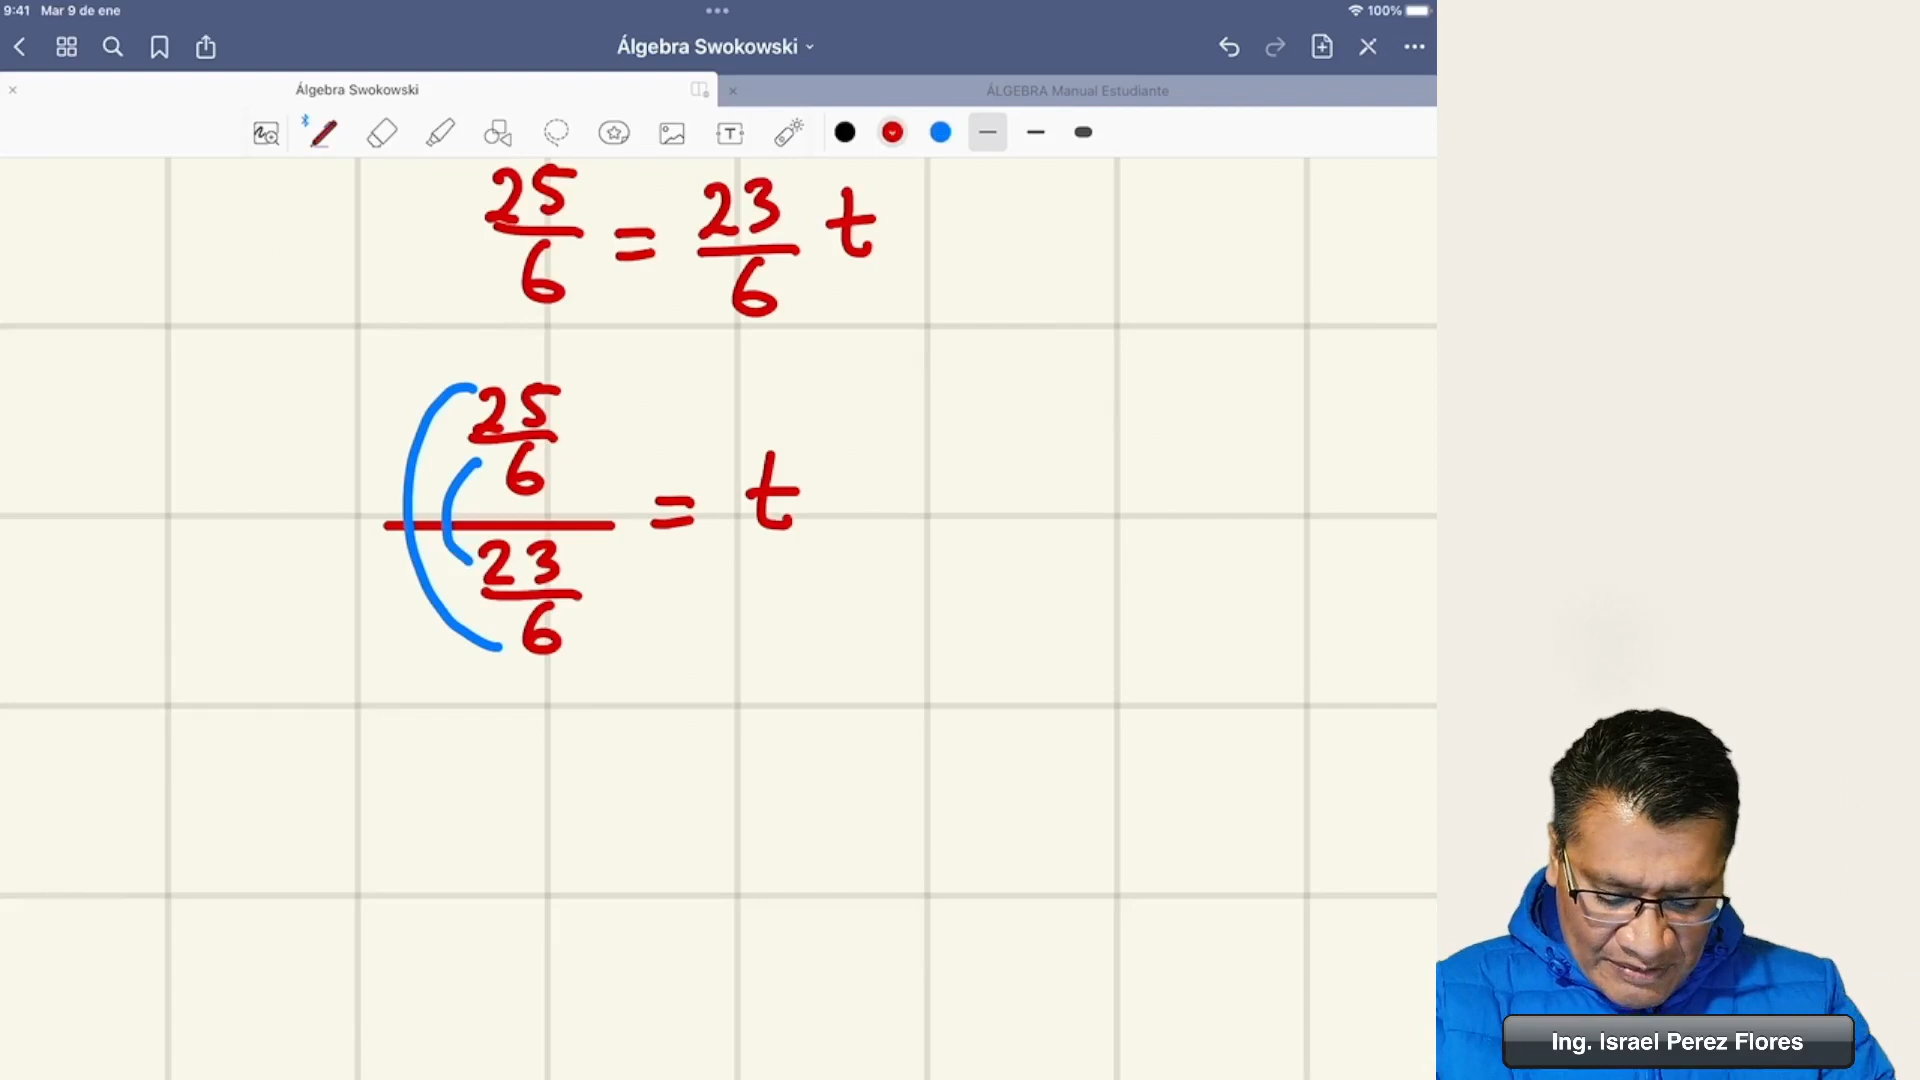 9:41 Mar 9 de ene 100%
Álgebra Swokowski
Álgebra Swokowski
ÁLGEBRA Manual Estudiante
T
25/6 = 23/6 t
25/6 / 23/6 = t
Ing. Israel Perez Flores